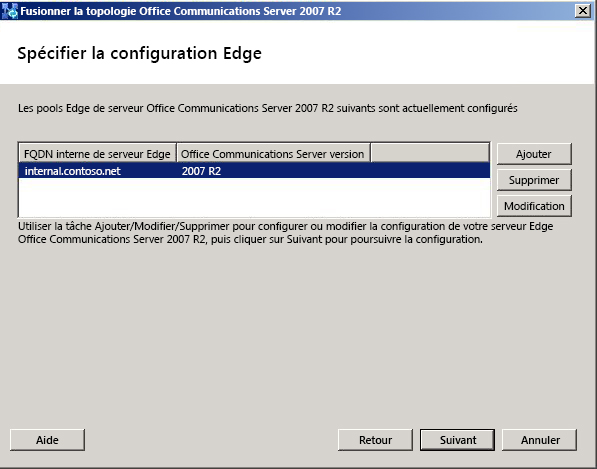 Fusionner la topologie Office Communications Server 2007 R2
Spécifier la configuration Edge
Les pools Edge de serveur Office Communications Server 2007 R2 suivants sont actuellement configurés
FQDN interne de serveur Edge Office Communications Server version
Ajouter
internal.contoso.net 2007 R2
Supprimer
Modification
Utiliser la tâche Ajouter/Modifier/Supprimer pour configurer ou modifier la configuration de votre serveur Edge
Office Communications Server 2007 R2, puis cliquer sur Suivant pour poursuivre la configuration.
Aide Retour Suivant Annuler